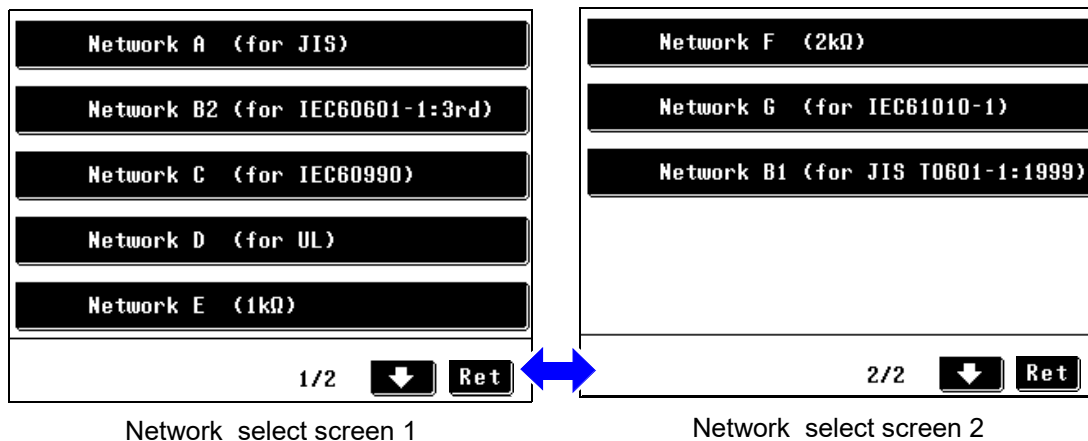 Network A (for JIS)
Network B2 (for IEC60601-1:3rd)
Network C (for IEC60990)
Network D (for UL)
Network E (1kΩ)
1/2 Ret
Network select screen 1
Network F (2kΩ)
Network G (for IEC61010-1)
Network B1 (for JIS T0601-1:1999)
2/2 Ret
Network select screen 2